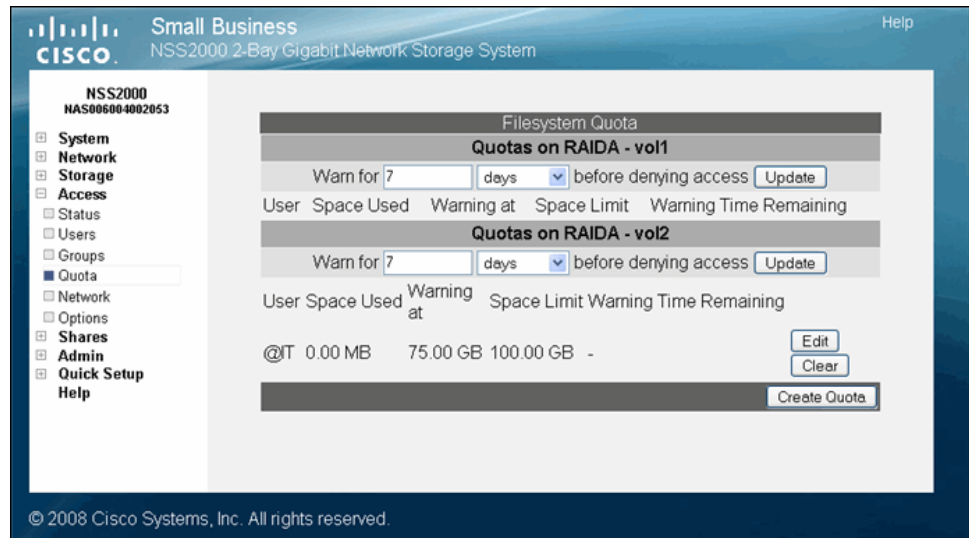 Small Business
Help
CISCO.
NSS2000 2-Bay Gigabit Network Storage System
NSS2000
NAS006004002053
System
Network
Storage
Access
Status
Users
Groups
Quota
Network
Options
Shares
Admin
Quick Setup
Help
Filesystem Quota
Quotas on RAIDA - vol1
Warn for 7 days before denying access Update
User Space Used Warning at Space Limit Warning Time Remaining
Quotas on RAIDA - vol2
Warn for 7 days before denying access Update
User Space Used Warning at Space Limit Warning Time Remaining
@IT 0.00 MB 75.00 GB 100.00 GB -
Edit
Clear
Create Quota
© 2008 Cisco Systems, Inc. All rights reserved.